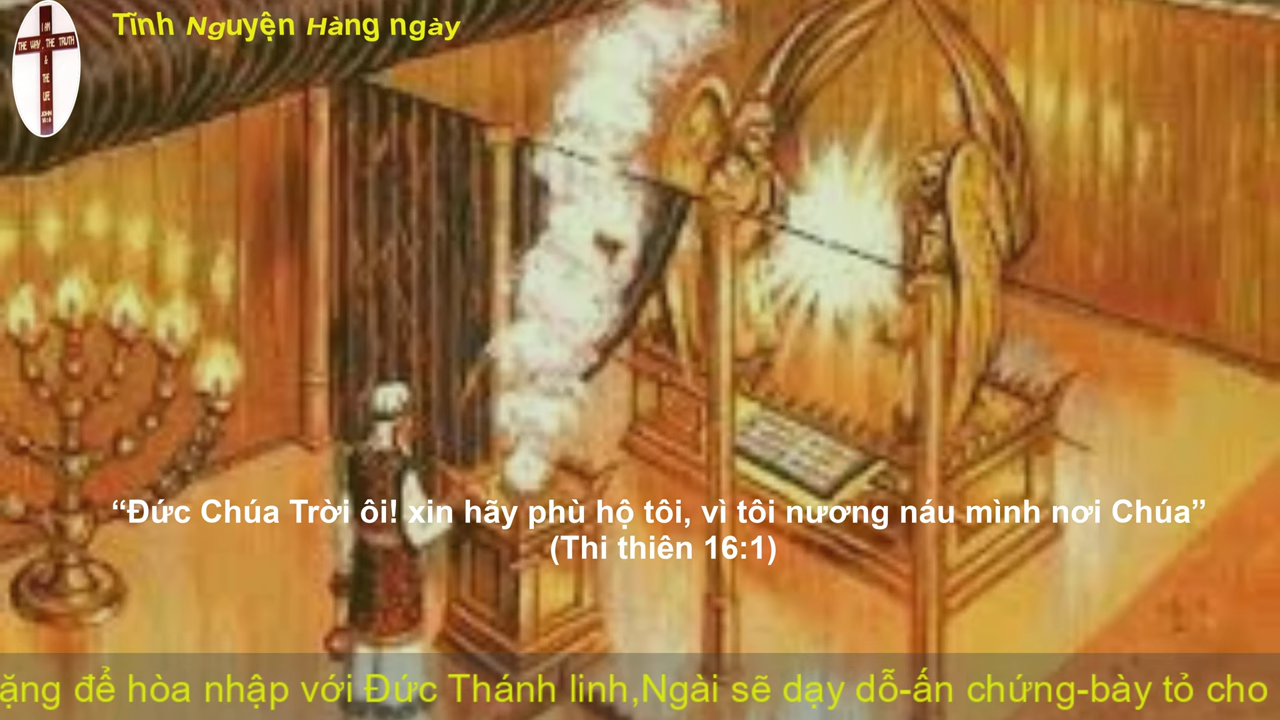 Tĩnh Nguyện Hàng ngày
I AM
THE WAY, THE TRUTH
&
THE
LIFE
JOHN
“Đức Chúa Trời ôi! xin hãy phù hộ tôi, vì tôi nương náu mình nơi Chúa”
(Thi thiên 16:1)
ặng để hòa nhập với Đức Thánh linh,Ngài sẽ dạy dỗ-ấn chứng-bày tỏ cho